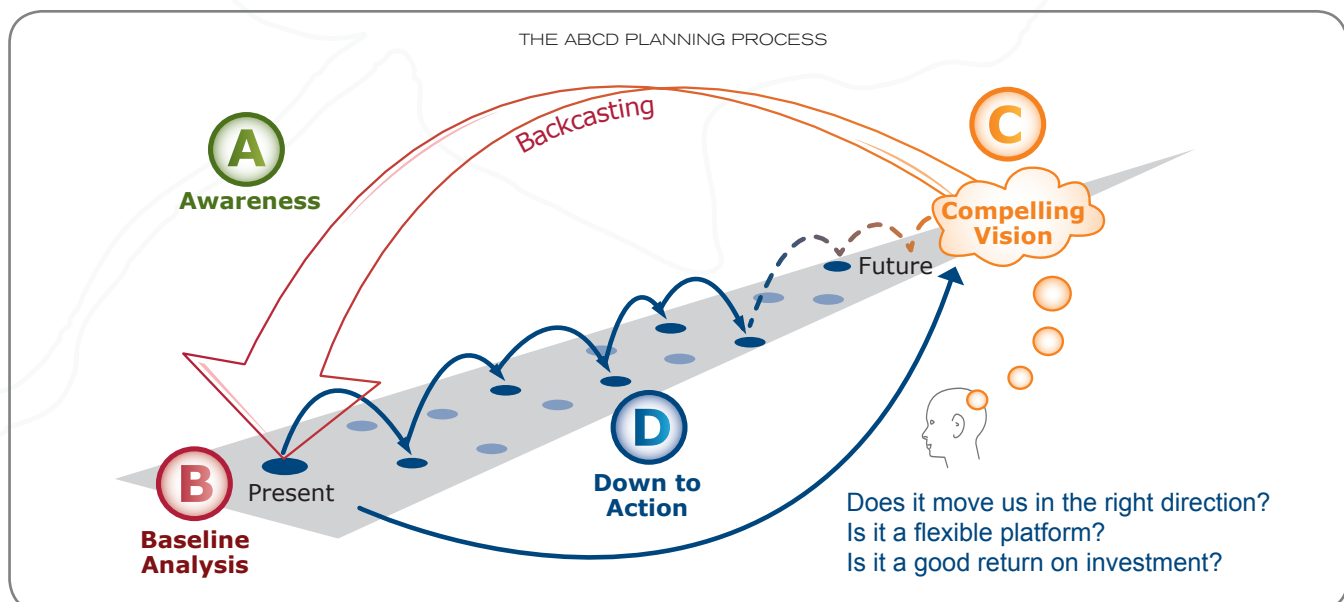 THE ABCD PLANNING PROCESS
A
Awareness
Backcasting
C
Compelling
Vision
Future
B
Present
Baseline
Analysis
D
Down to
Action
Does it move us in the right direction?
Is it a flexible platform?
Is it a good return on investment?